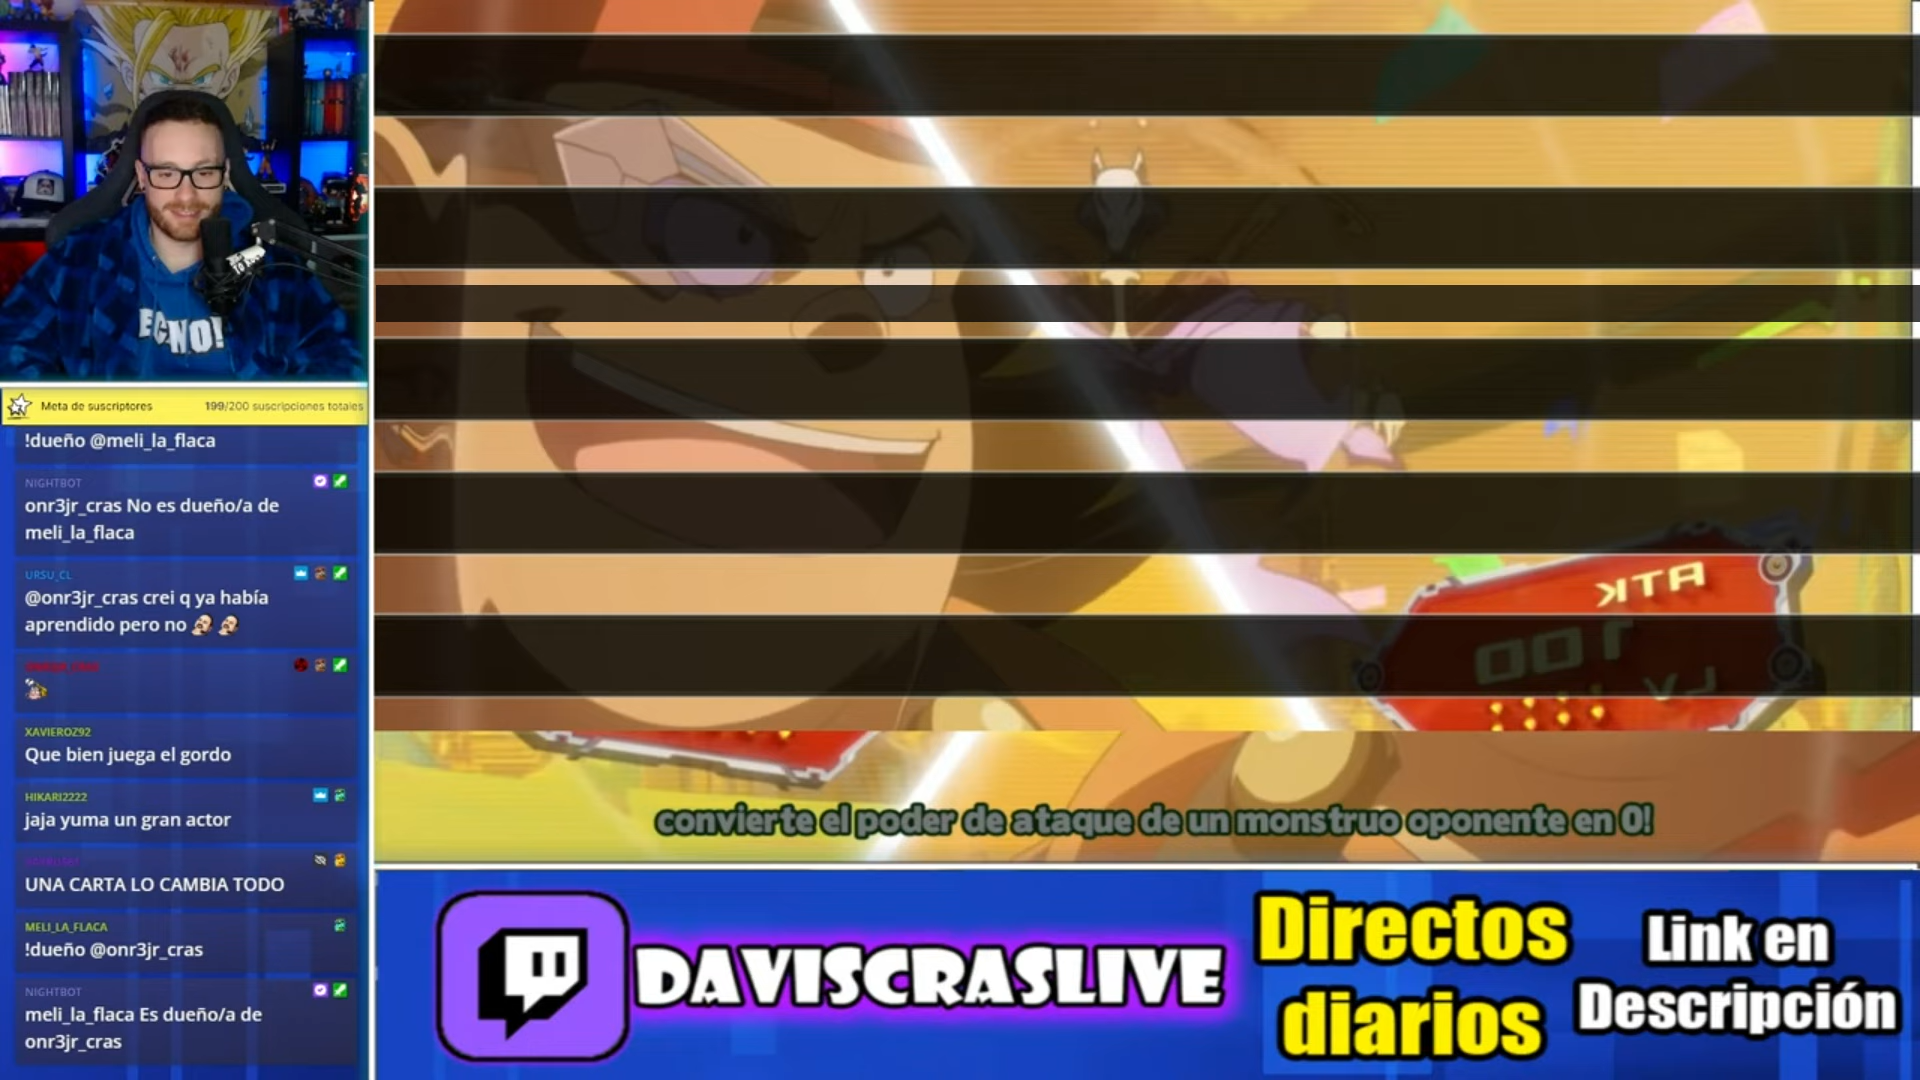 Meta de suscriptores 199/200 suscripciones totales
!dueño @meli_la_flaca
NIGHTBOT
onr3jr_cras No es dueño/a de
meli_la_flaca
URSU_CL
@onr3jr_cras crei q ya había
aprendido pero no
XAVIEROZ92
Que bien juega el gordo
HIKARI2222
jaja yuma un gran actor
UNA CARTA LO CAMBIA TODO
MELI_LA_FLACA
!dueño @onr3jr_cras
NIGHTBOT
meli_la_flaca Es dueño/a de
onr3jr_cras
ATK
100
LV
convierte el poder de ataque de un monstruo oponente en 0!
DAVISCRASLIVE
Directos
diarios
Link en
Descripción